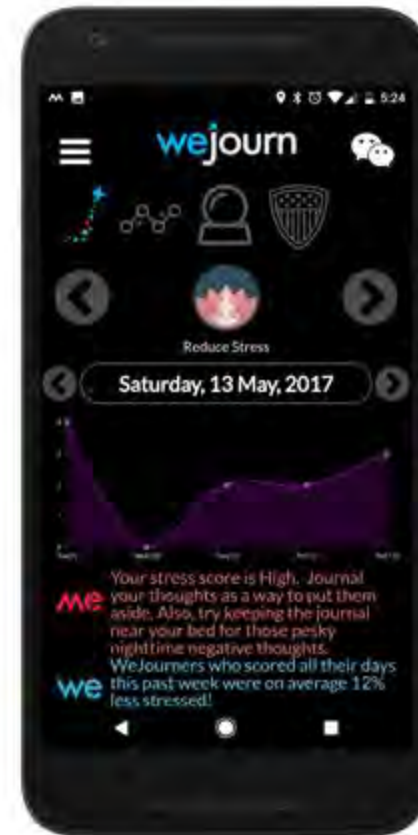 5:24
wejourn
Reduce Stress
Saturday, 13 May, 2017
me
Your stress score is High. Journal
your thoughts as a way to put them
aside. Also, try keeping the journal
near your bed for those pesky
nighttime negative thoughts.
we
WeJourners who scored all their days
this past week were on average 12%
less stressed!